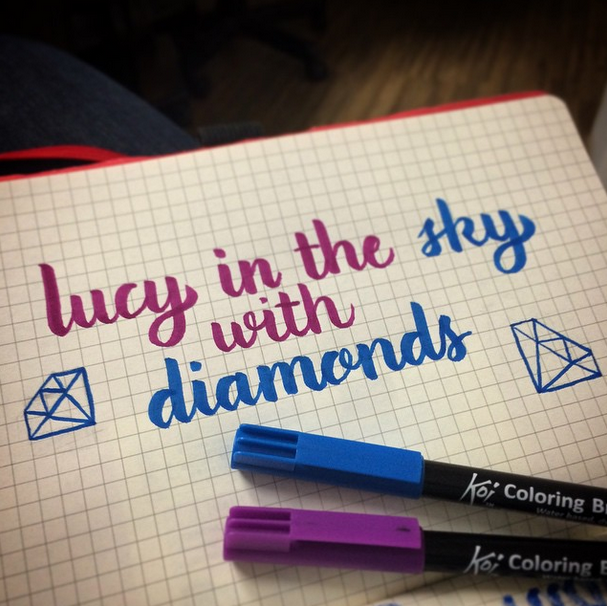 lucy in the sky
with
diamonds
Koi Coloring
Koi Coloring